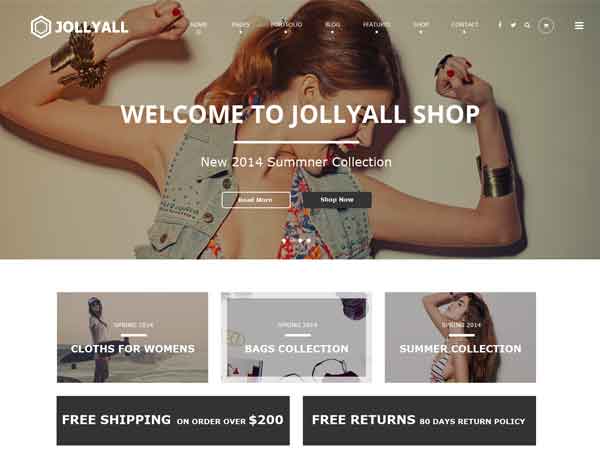 JOLLYALL
HOME PAGES PORTFOLIO BLOG FEATURES SHOP CONTACT
WELCOME TO JOLLYALL SHOP
New 2014 Summner Collection
Read More Shop Now
SPRING 2014 SPRING 2014 SPRING 2014
CLOTHS FOR WOMENS BAGS COLLECTION SUMMER COLLECTION
FREE SHIPPING ON ORDER OVER $200 FREE RETURNS 80 DAYS RETURN POLICY